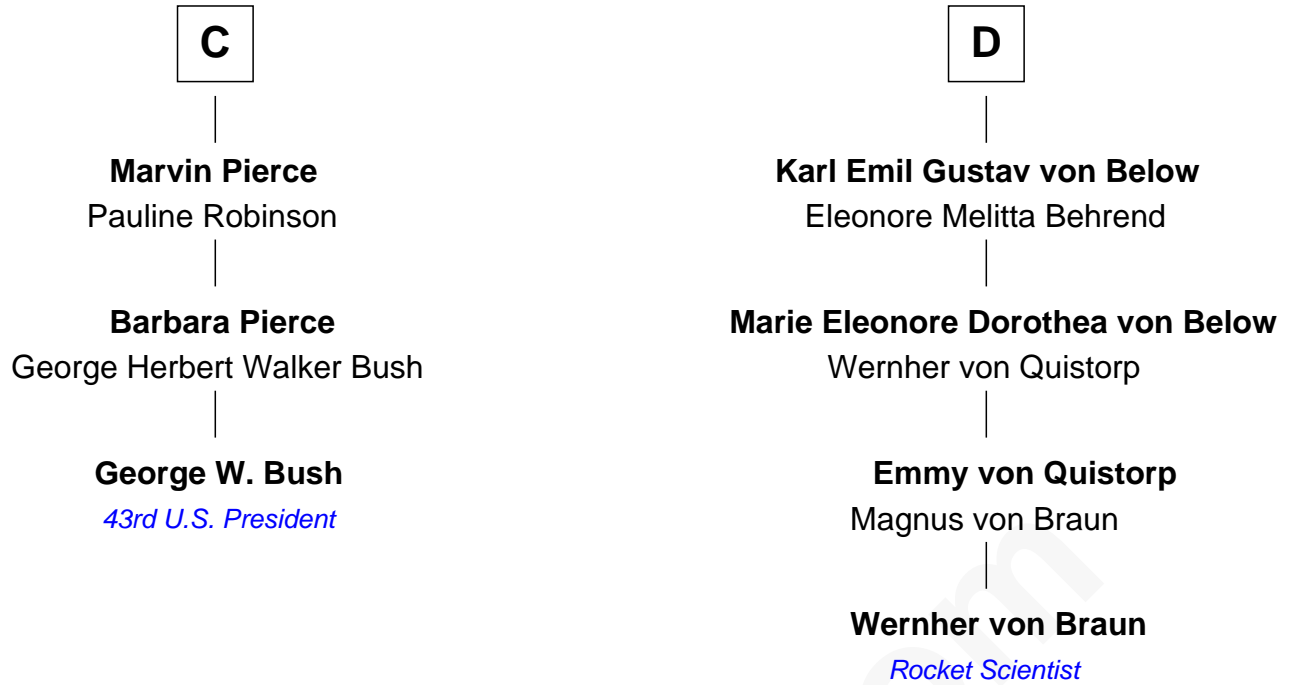 C
Marvin Pierce
Pauline Robinson
Barbara Pierce
George Herbert Walker Bush
George W. Bush
43rd U.S. President
D
Karl Emil Gustav von Below
Eleonore Melitta Behrend
Marie Eleonore Dorothea von Below
Wernher von Quistorp
Emmy von Quistorp
Magnus von Braun
Wernher von Braun
Rocket Scientist